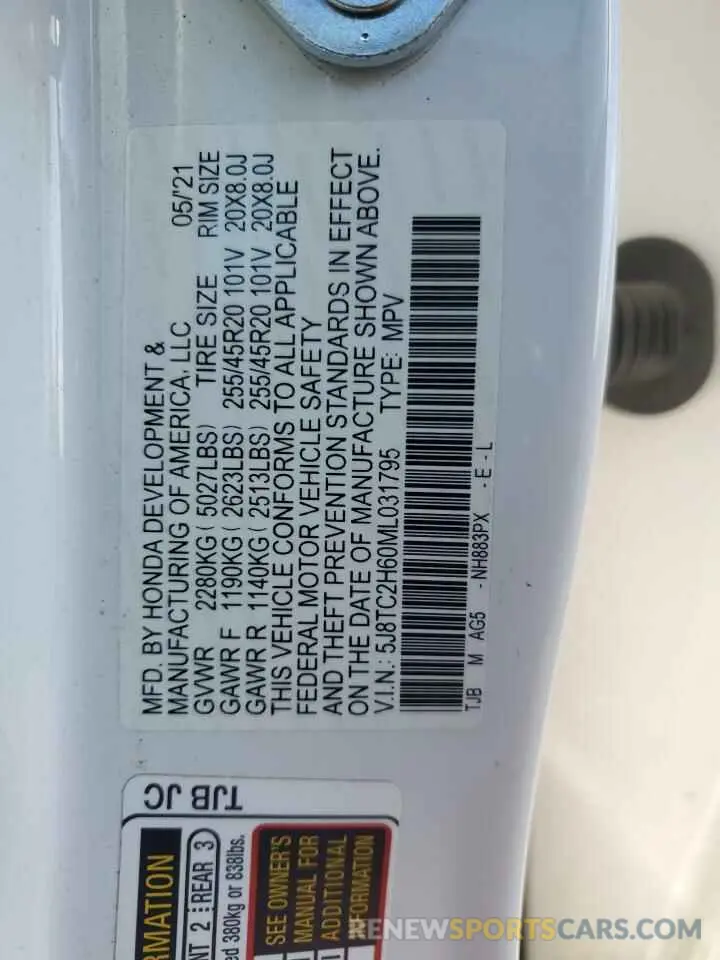 MFD. BY HONDA DEVELOPMENT &
MANUFACTURING OF AMERICA, LLC 05/'21
GVWR 2280KG ( 5027LBS) TIRE SIZE RIM SIZE
GAWR F 1190KG ( 2623LBS) 255/45R20 101V 20X8.0J
GAWR R 1140KG ( 2513LBS) 255/45R20 101V 20X8.0J
THIS VEHICLE CONFORMS TO ALL APPLICABLE
FEDERAL MOTOR VEHICLE SAFETY
AND THEFT PREVENTION STANDARDS IN EFFECT
ON THE DATE OF MANUFACTURE SHOWN ABOVE.
V.I.N.: 5J8TC2H60ML031795 TYPE: MPV
TJB M AG5 - NH883PX - E - L
TJB JC
RMATION
NT 2 REAR 3
ed 380kg or 838lbs.
SEE OWNER'S
MANUAL FOR
ADDITIONAL
INFORMATION
RENEWSPORTSCARS.COM